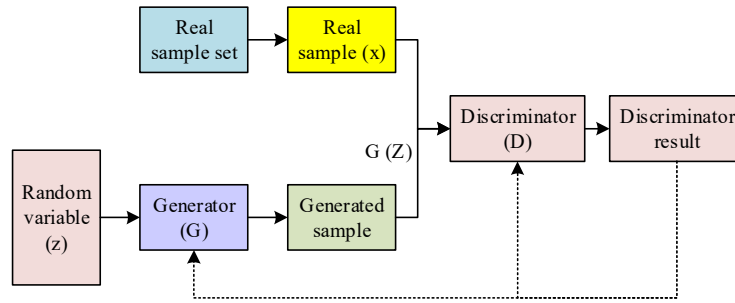 Real
sample set
Real
sample (x)
Discriminator
(D)
Discriminator
result
G (Z)
Random
variable
(z)
Generator
(G)
Generated
sample